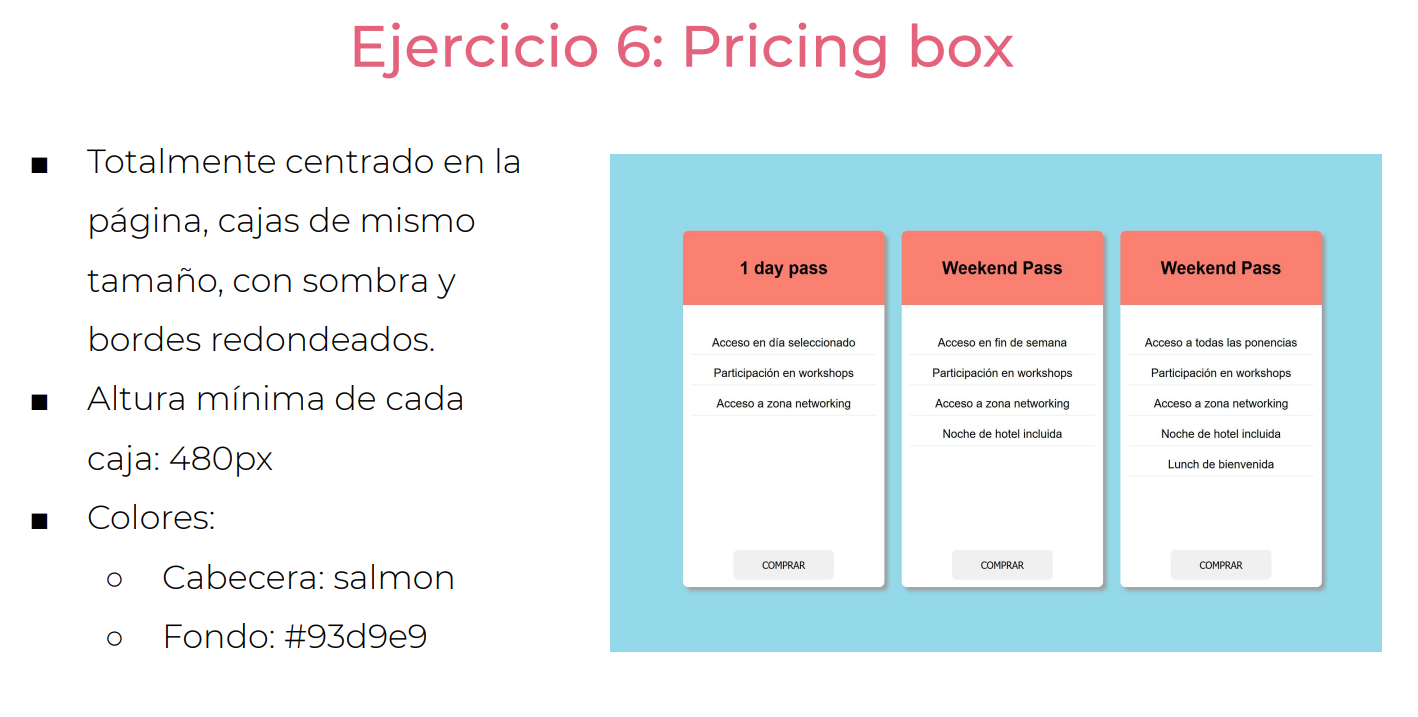 Ejercicio 6: Pricing box
■ Totalmente centrado en la
página, cajas de mismo
tamaño, con sombra y
bordes redondeados.
■ Altura mínima de cada
caja: 480px
■ Colores:
○ Cabecera: salmon
○ Fondo: #93d9e9
1 day pass
Acceso en día seleccionado
Participación en workshops
Acceso a zona networking
COMPRAR
Weekend Pass
Acceso en fin de semana
Participación en workshops
Acceso a zona networking
Noche de hotel incluida
COMPRAR
Weekend Pass
Acceso a todas las ponencias
Participación en workshops
Acceso a zona networking
Noche de hotel incluida
Lunch de bienvenida
COMPRAR